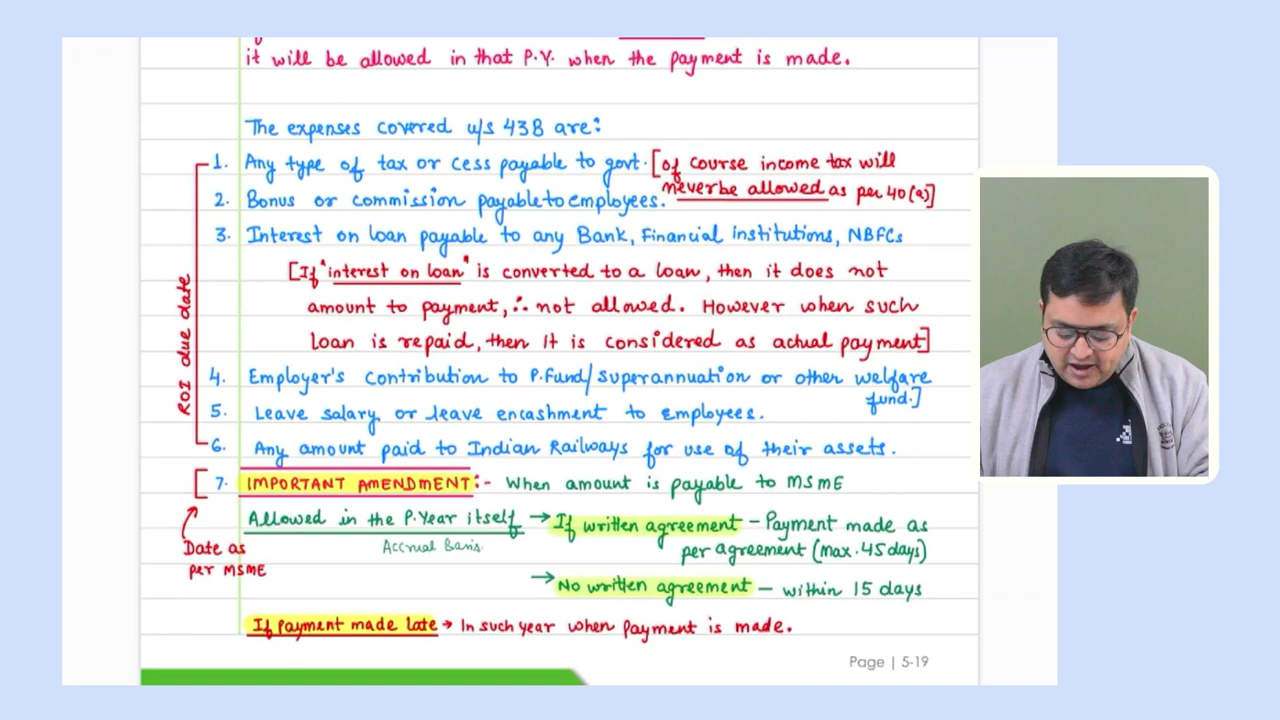 it will be allowed in that P.Y. when the payment is made.
The expenses covered u/s 43B are:
1. Any type of tax or cess payable to govt. [of course income tax will
never be allowed as per 40(a)]
2. Bonus or commission payable to employees.
3. Interest on loan payable to any Bank, Financial institutions, NBFCs
[If "interest on loan" is converted to a loan, then it does not
amount to payment, ∴ not allowed. However when such
loan is repaid, then it is considered as actual payment]
4. Employer's contribution to P.Fund/ Superannuation or other welfare
fund.]
5. Leave salary or leave encashment to employees.
6. Any amount paid to Indian Railways for use of their assets.
ROI due date
7. IMPORTANT AMENDMENT:- When amount is payable to MSME
Allowed in the P.Year itself → If written agreement - Payment made as
Accrual Basis.
per agreement (Max. 45 days)
Date as
per MSME
→ No written agreement - within 15 days
If payment made late → In such year when payment is made.
Page | 5-19